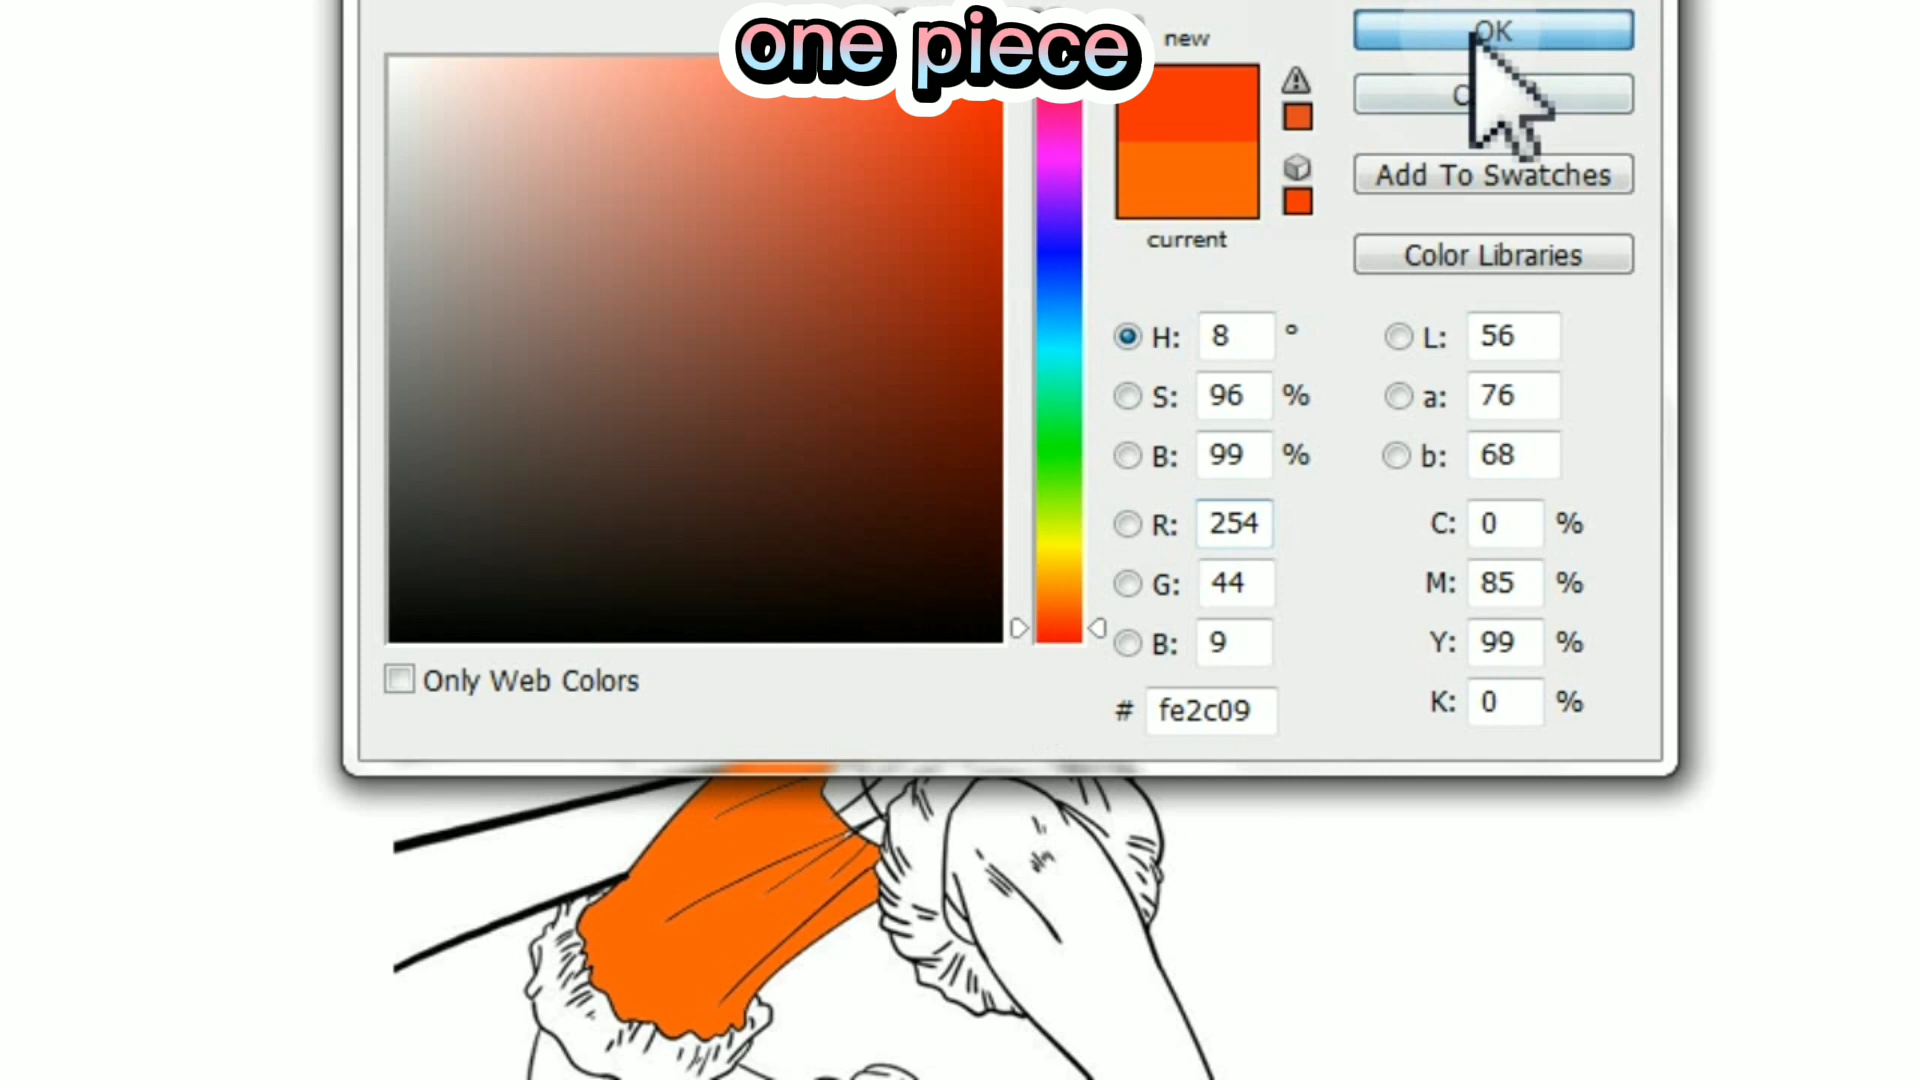 one piece
new
OK
Add To Swatches
current
Color Libraries
H: 8 °
L: 56
S: 96 %
a: 76
B: 99 %
b: 68
R: 254
C: 0 %
G: 44
M: 85 %
B: 9
Y: 99 %
Only Web Colors
# fe2c09
K: 0 %